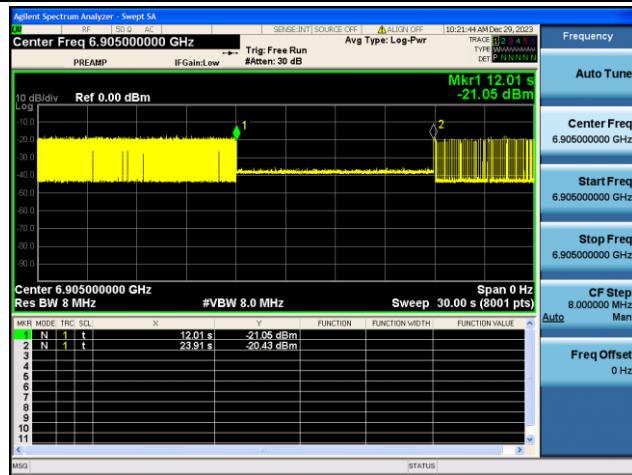 Agilent Spectrum Analyzer - Swept SA
RF 50 Ω AC SENSE:INT SOURCE OFF ALIGN OFF 10:21:44 AM Dec 29, 2023
Center Freq 6.905000000 GHz
Avg Type: Log-Pwr
TRACE 1 2 3 4 5 6
TYPE
DET P N N N N N
PREAMP IFGain:Low
Trig: Free Run
#Atten: 30 dB
Mkr1 12.01 s
-21.05 dBm
10 dB/div Ref 0.00 dBm
Log
-10.0
-20.0
-30.0
-40.0
-50.0
-60.0
-70.0
-80.0
-90.0
1
2
Center 6.905000000 GHz Span 0 Hz
Res BW 8 MHz #VBW 8.0 MHz Sweep 30.00 s (8001 pts)
MKR MODE TRC SCL X Y FUNCTION FUNCTION WIDTH FUNCTION VALUE
1 N 1 t 12.01 s -21.05 dBm
2 N 1 t 23.91 s -20.43 dBm
3
4
5
6
7
8
9
10
11
MSG STATUS
Frequency
Auto Tune
Center Freq
6.905000000 GHz
Start Freq
6.905000000 GHz
Stop Freq
6.905000000 GHz
CF Step
8.000000 MHz
Auto Man
Freq Offset
0 Hz